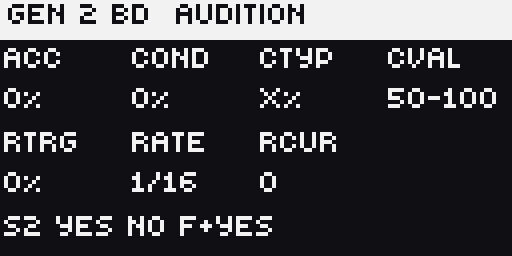 GEN 2 BD AUDITION
ACC COND CTYP CVAL
0% 0% X% 50-100
RTRG RATE RCUR
0% 1/16 0
S2 YES NO F+YES